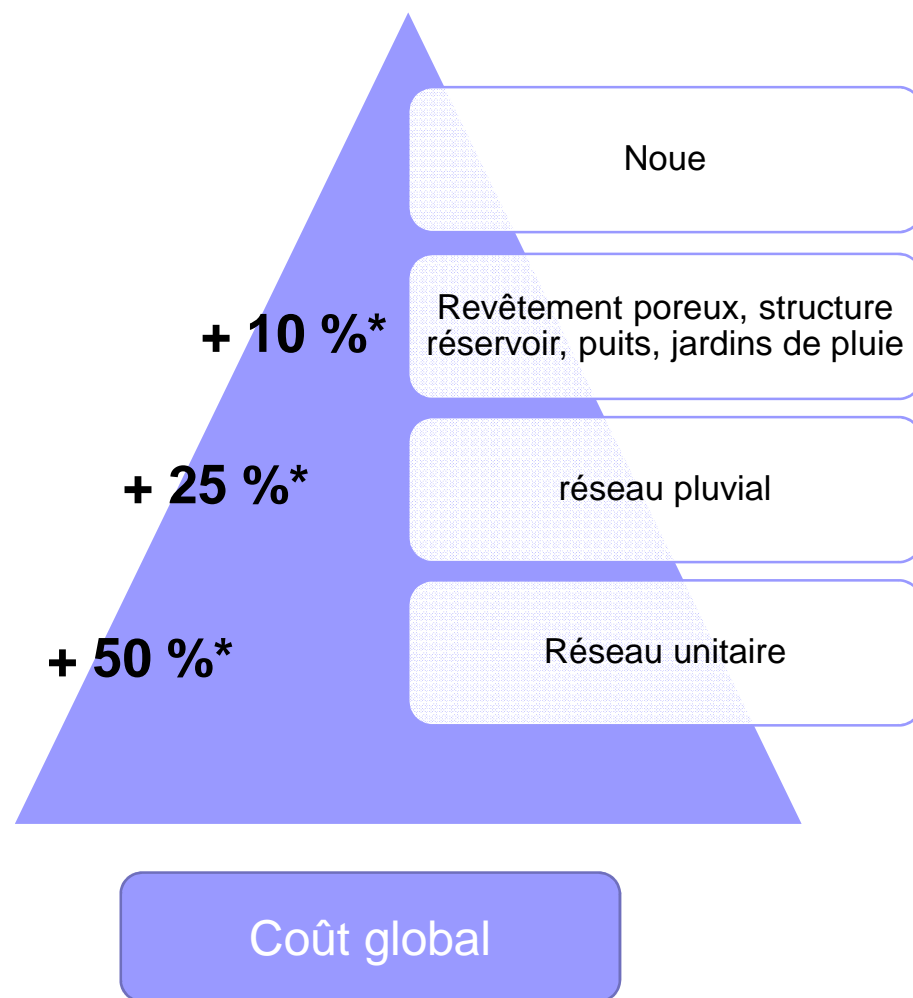 Noue
+ 10 %*
Revêtement poreux, structure
réservoir, puits, jardins de pluie
+ 25 %*
réseau pluvial
+ 50 %*
Réseau unitaire
Coût global